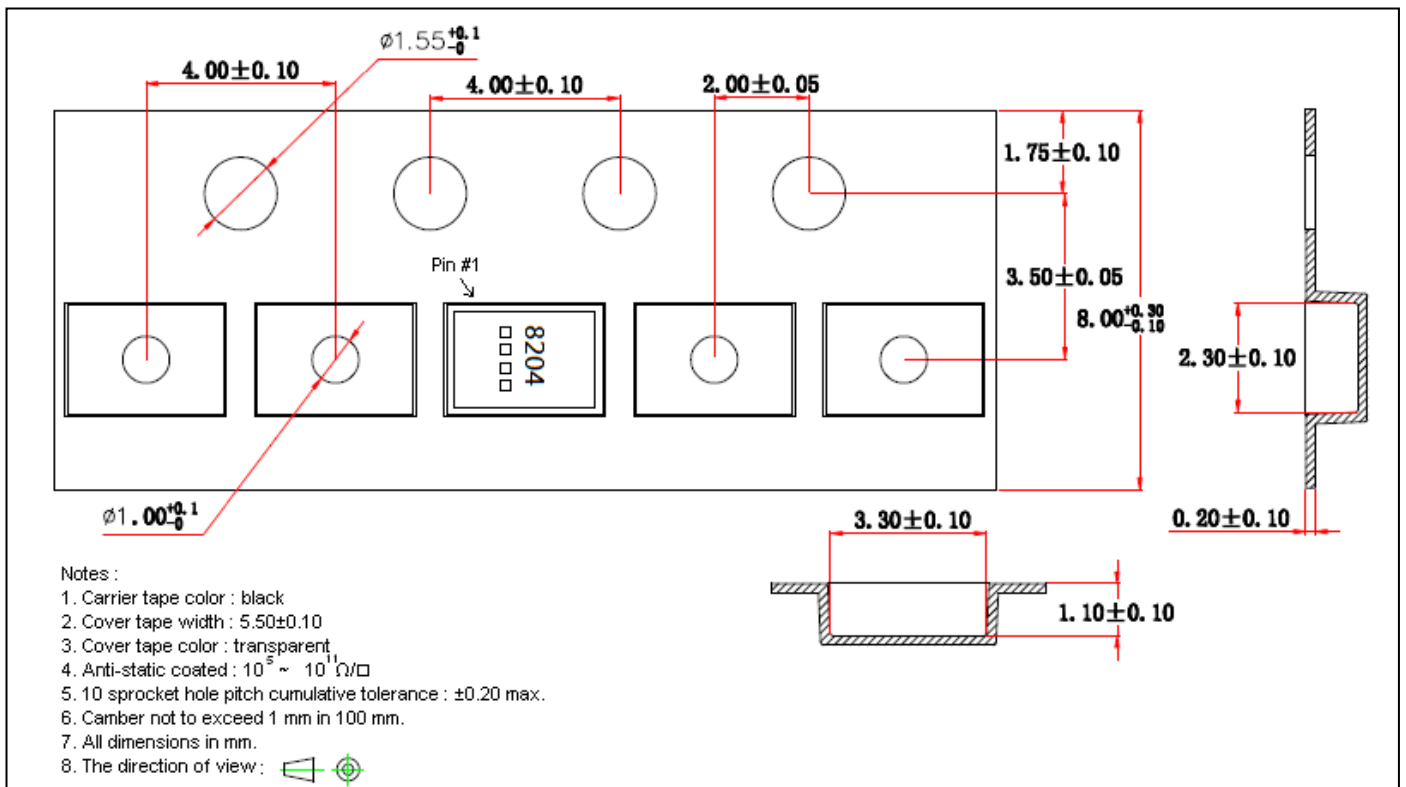 ø1.55+0.1-0
4.00±0.10
4.00±0.10
2.00±0.05
1.75±0.10
Pin #1
3.50±0.05
8.00+0.30-0.10
8204
2.30±0.10
ø1.00+0.1-0
3.30±0.10
0.20±0.10
1.10±0.10
Notes :
1. Carrier tape color : black
2. Cover tape width : 5.50±0.10
3. Cover tape color : transparent
4. Anti-static coated : 10⁵ ~ 10¹¹Ω/□
5. 10 sprocket hole pitch cumulative tolerance : ±0.20 max.
6. Camber not to exceed 1 mm in 100 mm.
7. All dimensions in mm.
8. The direction of view :